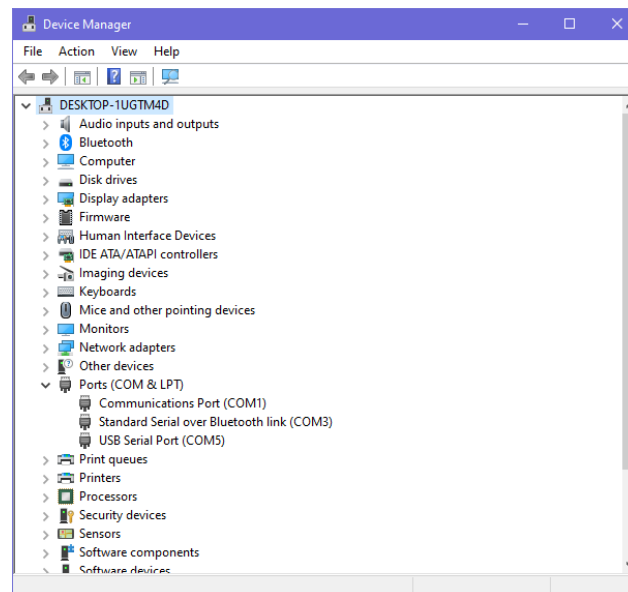 Device Manager
File Action View Help
DESKTOP-1UGTM4D
Audio inputs and outputs
Bluetooth
Computer
Disk drives
Display adapters
Firmware
Human Interface Devices
IDE ATA/ATAPI controllers
Imaging devices
Keyboards
Mice and other pointing devices
Monitors
Network adapters
Other devices
Ports (COM & LPT)
Communications Port (COM1)
Standard Serial over Bluetooth link (COM3)
USB Serial Port (COM5)
Print queues
Printers
Processors
Security devices
Sensors
Software components
Software devices